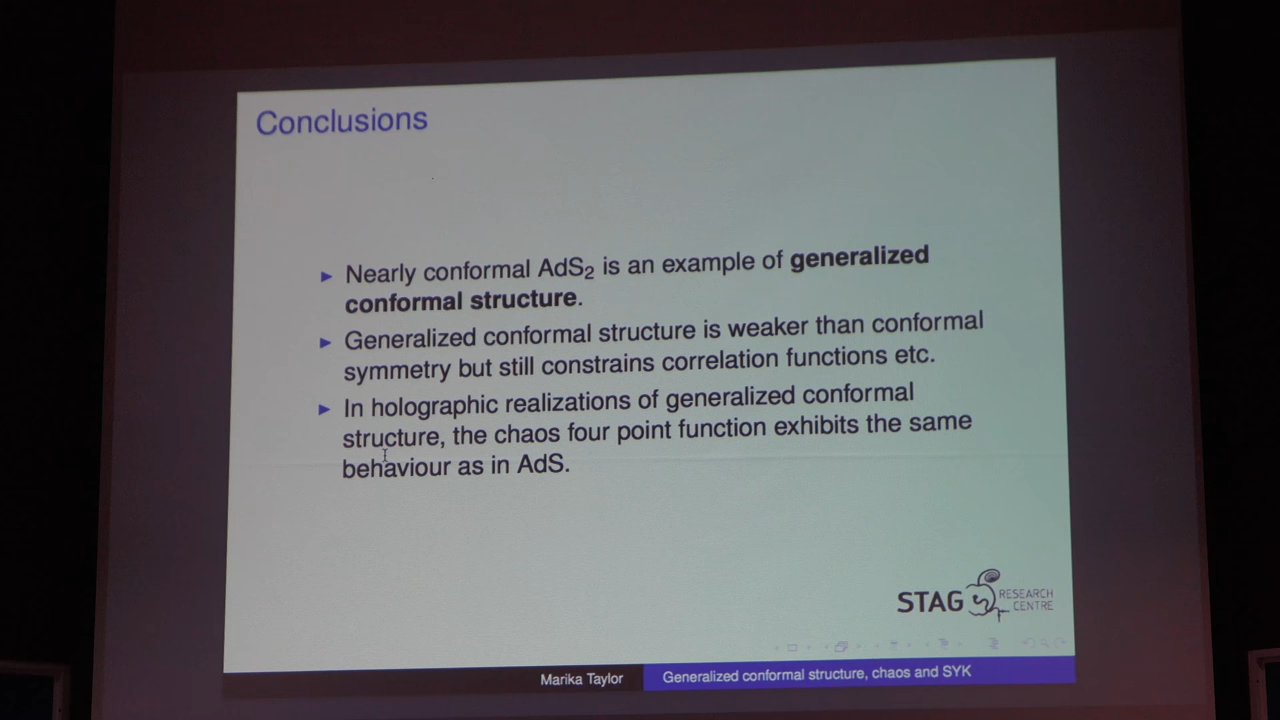 Conclusions
▶ Nearly conformal AdS₂ is an example of generalized
conformal structure.
▶ Generalized conformal structure is weaker than conformal
symmetry but still constrains correlation functions etc.
▶ In holographic realizations of generalized conformal
structure, the chaos four point function exhibits the same
behaviour as in AdS.
STAG RESEARCH
CENTRE
Marika Taylor Generalized conformal structure, chaos and SYK